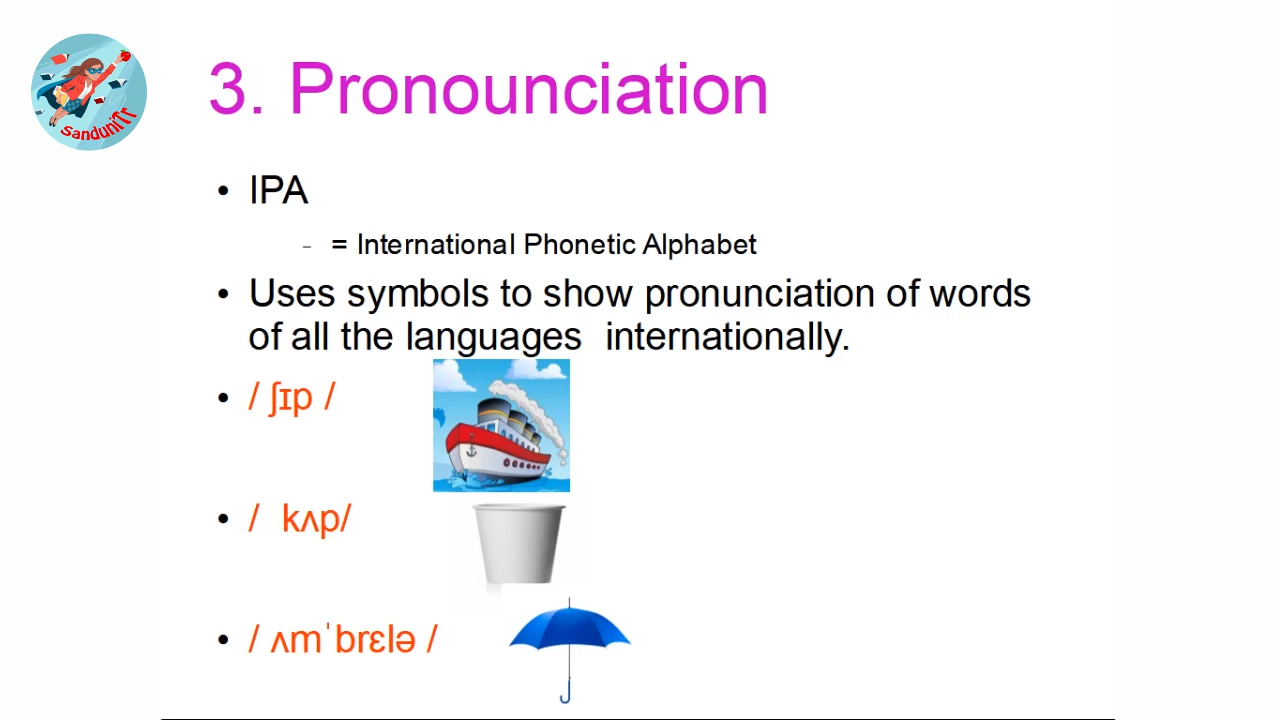 SanduniTr
3. Pronounciation
• IPA
– = International Phonetic Alphabet
• Uses symbols to show pronunciation of words
of all the languages internationally.
• / ʃɪp /
• / kʌp/
• / ʌmˈbrɛlə /